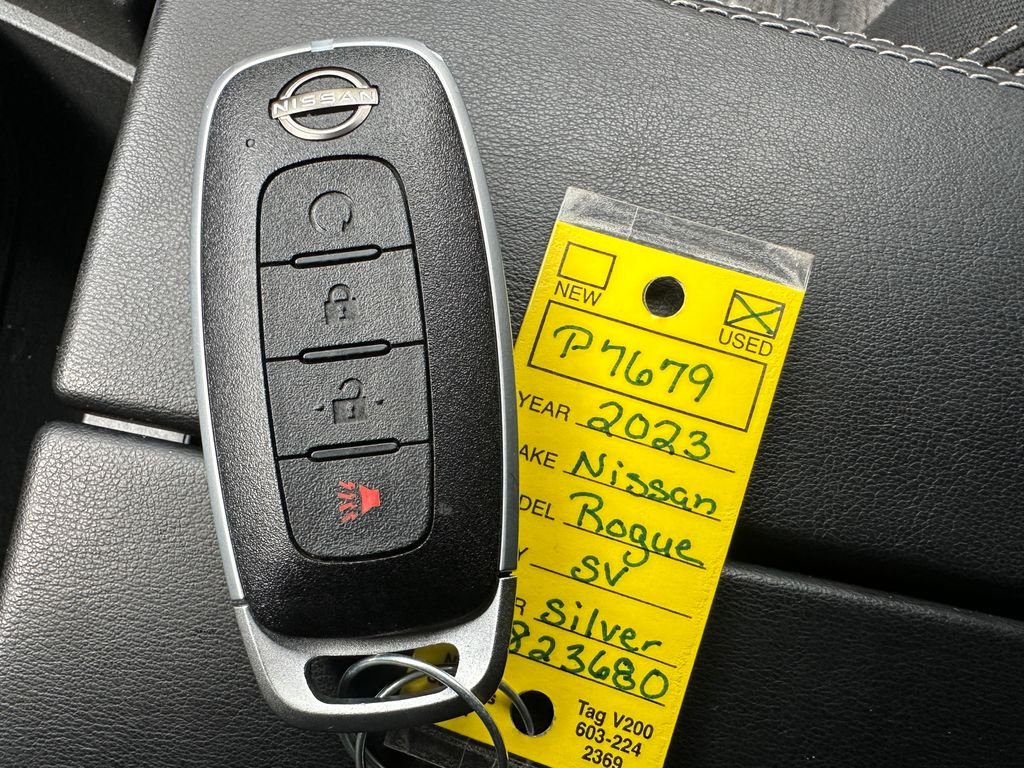 NISSAN
NEW
USED
P7679
YEAR 2023
AKE Nissan
DEL Rogue
Y SV
R Silver
823680
Tag V200
603-224
2369